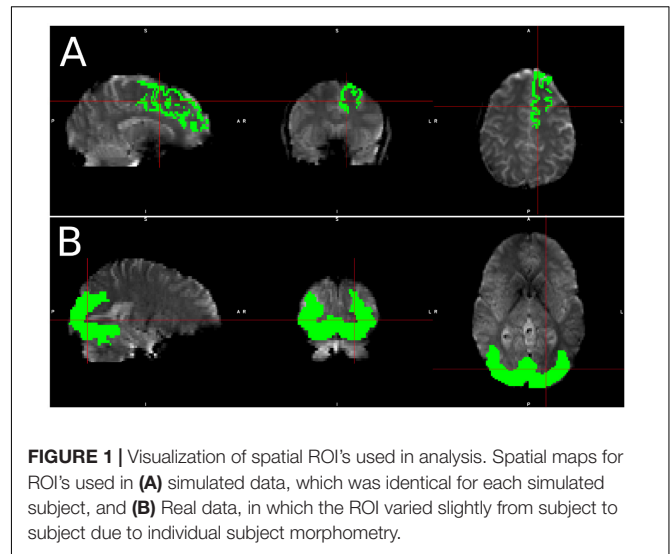 A
S
S
A
P
A R
L R
L
I
I
P
B
S
S
A
P
A R
L R
L
I
I
P
FIGURE 1 | Visualization of spatial ROI's used in analysis. Spatial maps for
ROI's used in (A) simulated data, which was identical for each simulated
subject, and (B) Real data, in which the ROI varied slightly from subject to
subject due to individual subject morphometry.